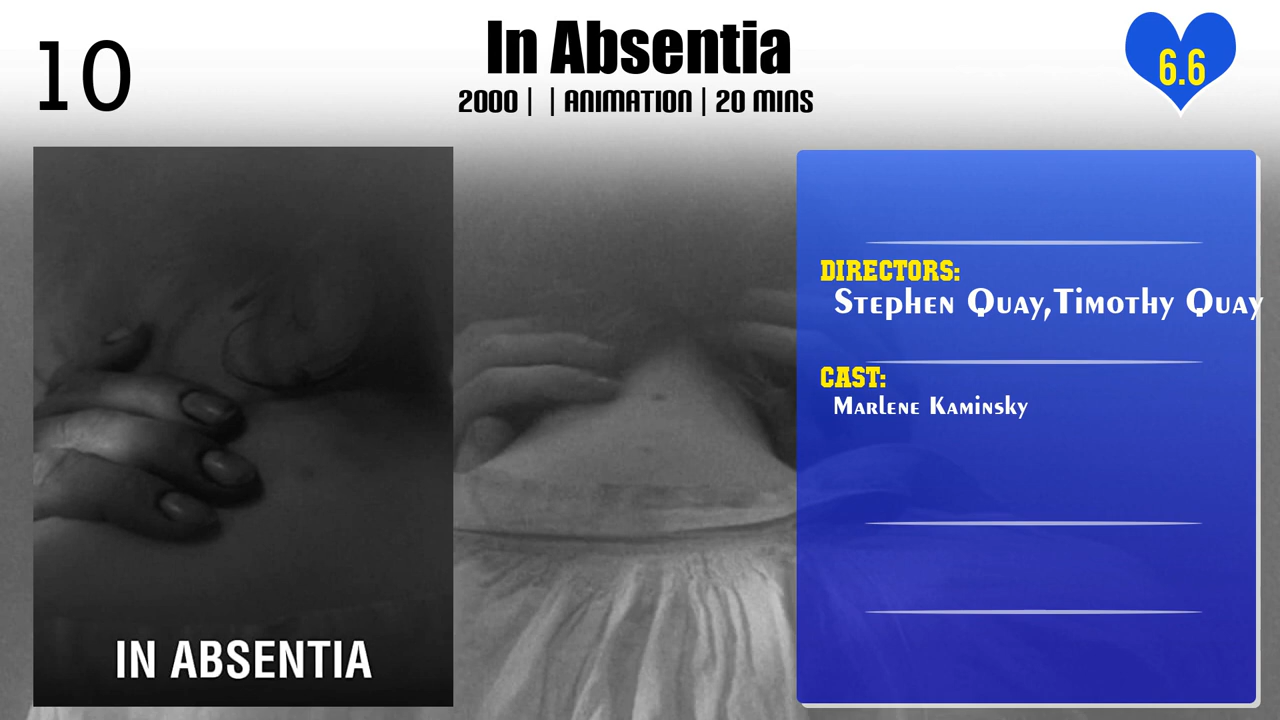 10
In Absentia
2000 | | ANIMATION | 20 MINS
6.6
DIRECTORS:
Stephen Quay,Timothy Quay
CAST:
Marlene Kaminsky
IN ABSENTIA